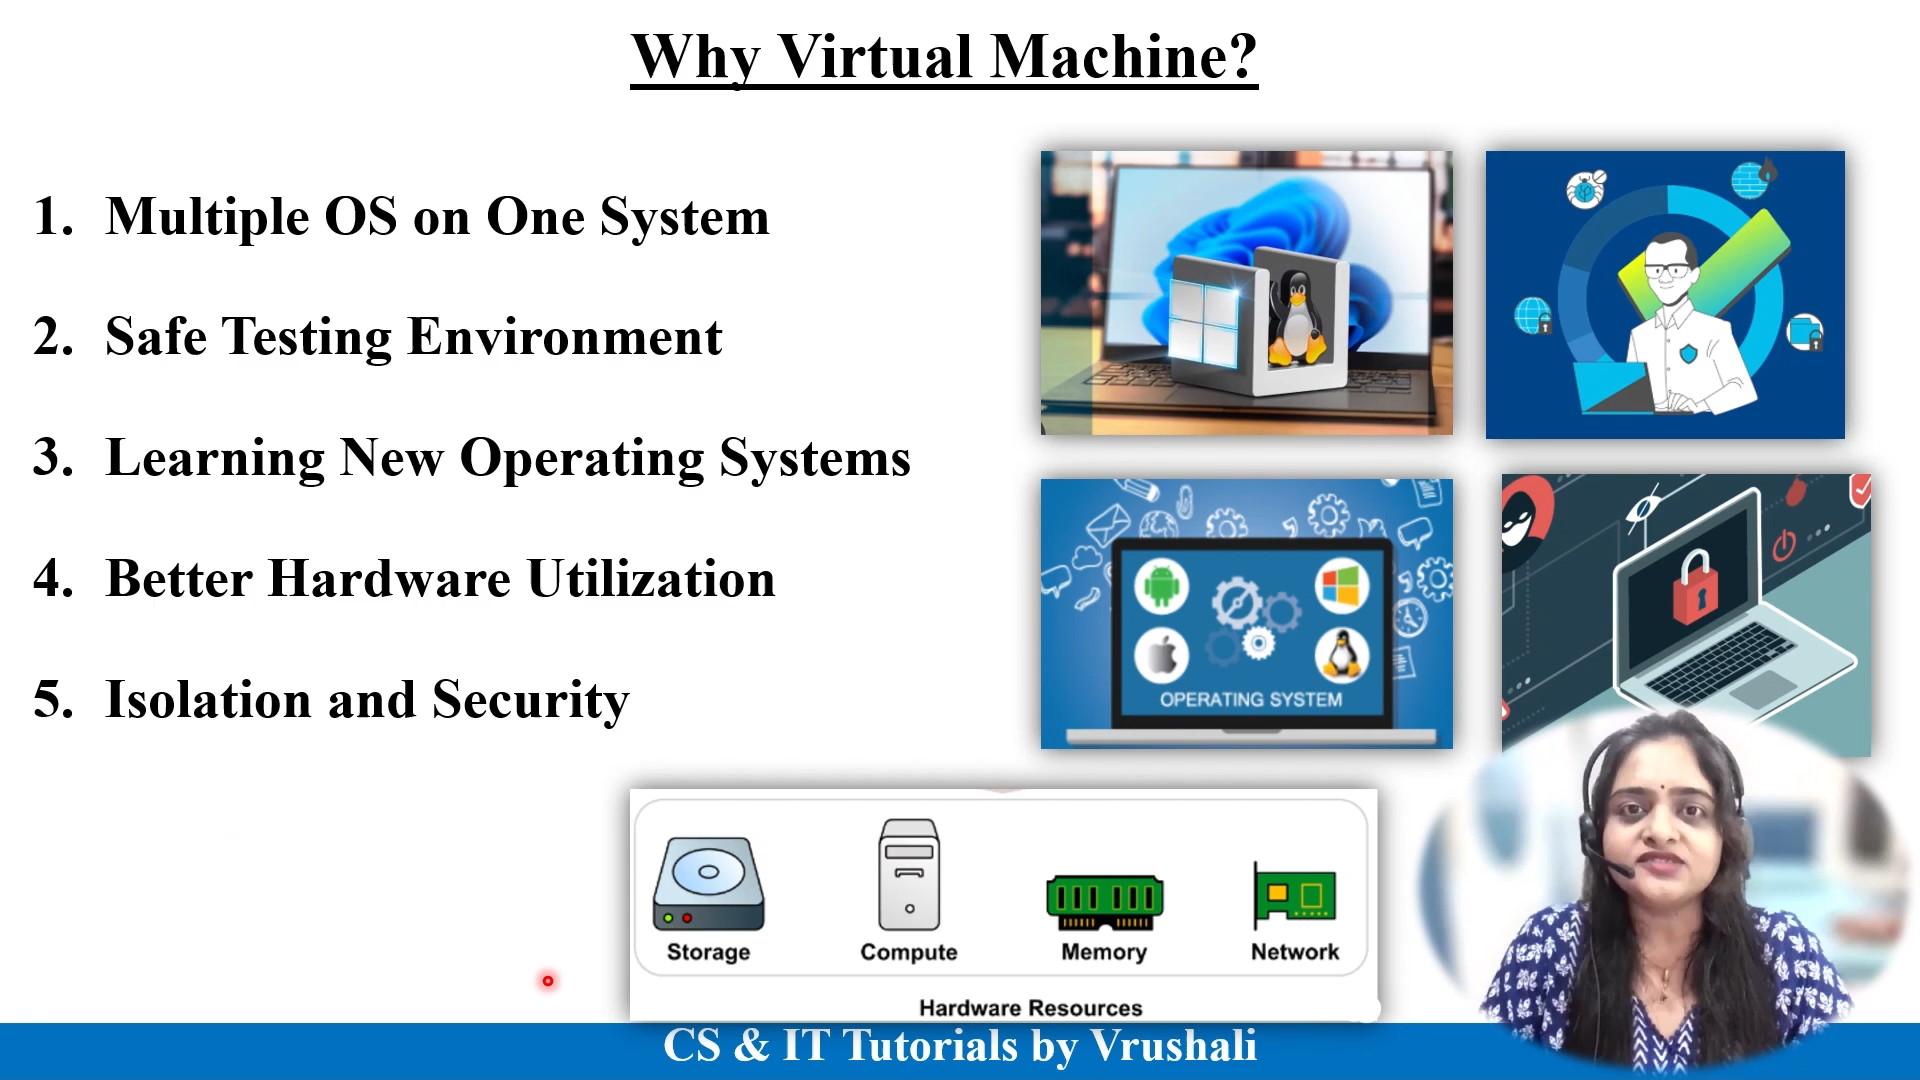 Why Virtual Machine?
1. Multiple OS on One System
2. Safe Testing Environment
3. Learning New Operating Systems
4. Better Hardware Utilization
5. Isolation and Security
OPERATING SYSTEM
Storage
Compute
Memory
Network
Hardware Resources
CS & IT Tutorials by Vrushali